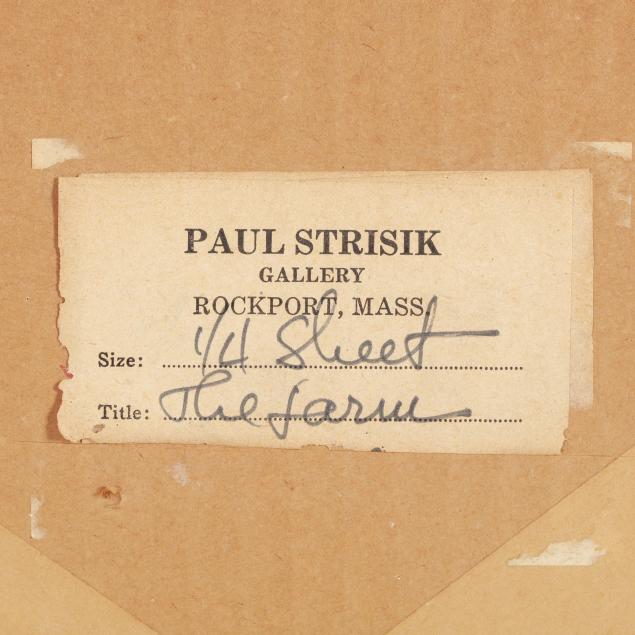 PAUL STRISIK
GALLERY
ROCKPORT, MASS.
Size: 1/4 Sheet
Title: The farm